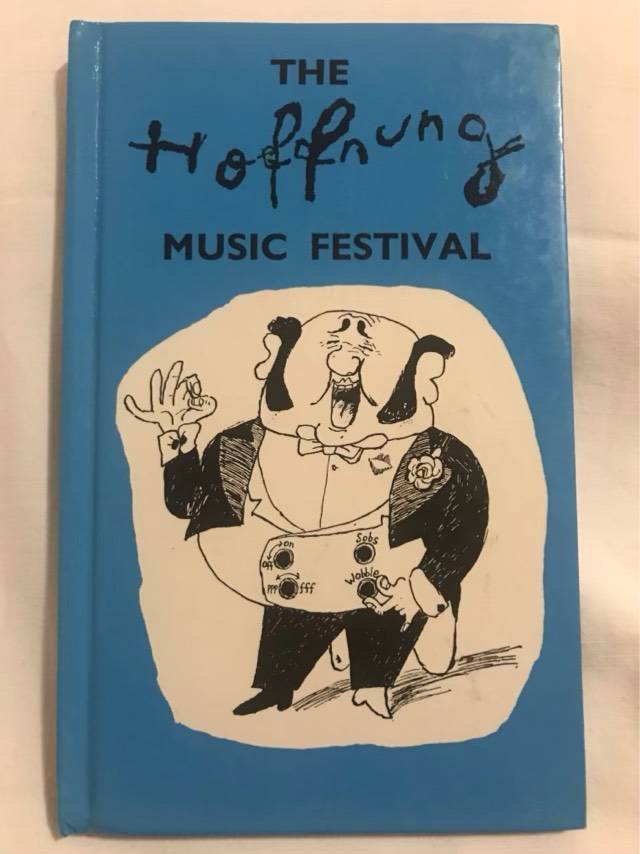 THE
Hoffnung
MUSIC FESTIVAL
on
off
Sobs
ppp fff
Wobble